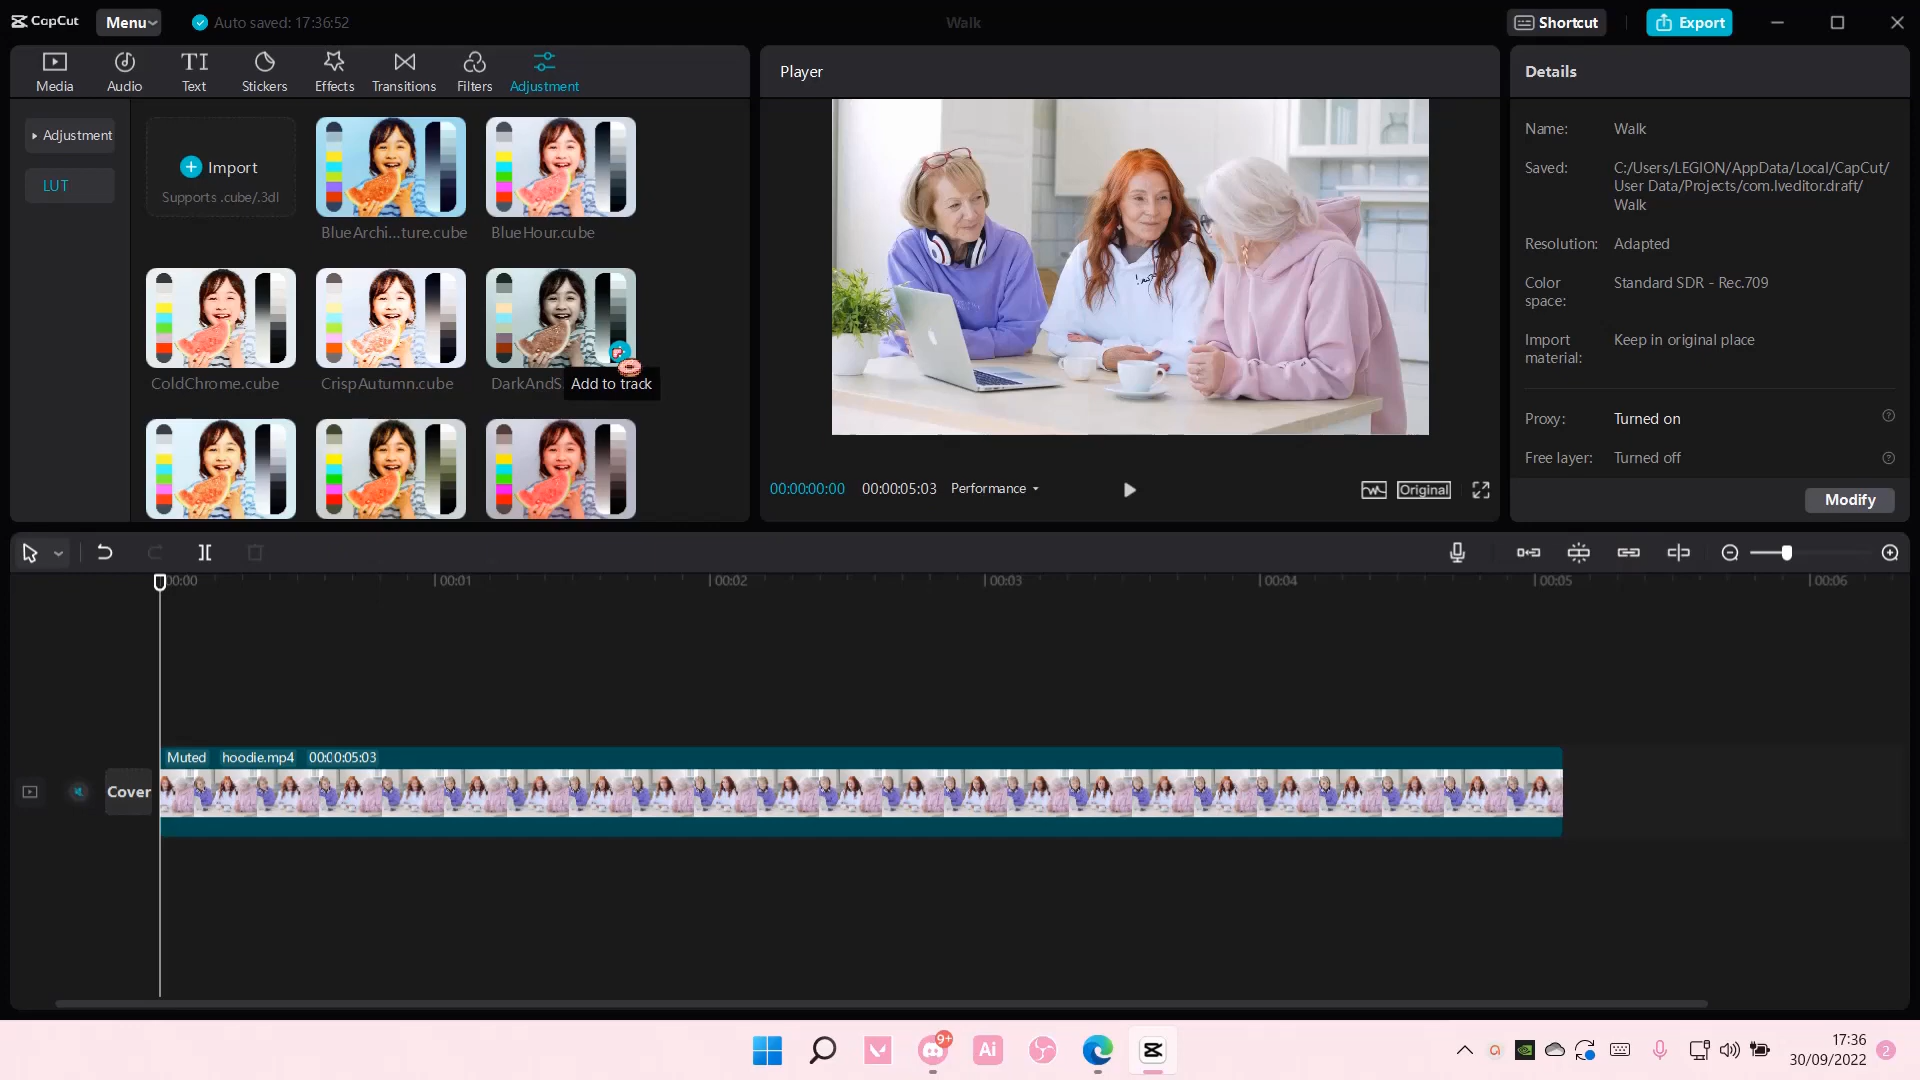 CapCut
Menu
Auto saved: 17:36:52
Walk
Shortcut
Export
Media
Audio
TI
Text
Stickers
Effects
Transitions
Filters
Adjustment
Adjustment
LUT
Import
Supports .cube/.3dl
BlueArchi...ture.cube
BlueHour.cube
ColdChrome.cube
CrispAutumn.cube
DarkAndS
Add to track
Player
00:00:00:00
00:00:05:03
Performance
Original
Details
Name:
Walk
Saved:
C:/Users/LEGION/AppData/Local/CapCut/
User Data/Projects/com.lveditor.draft/
Walk
Resolution:
Adapted
Color
space:
Standard SDR - Rec.709
Import
material:
Keep in original place
Proxy:
Turned on
Free layer:
Turned off
Modify
00:00
00:01
00:02
00:03
00:04
00:05
00:06
Muted hoodie.mp4 00:00:05:03
Cover
9+
Ai
17:36
30/09/2022
2